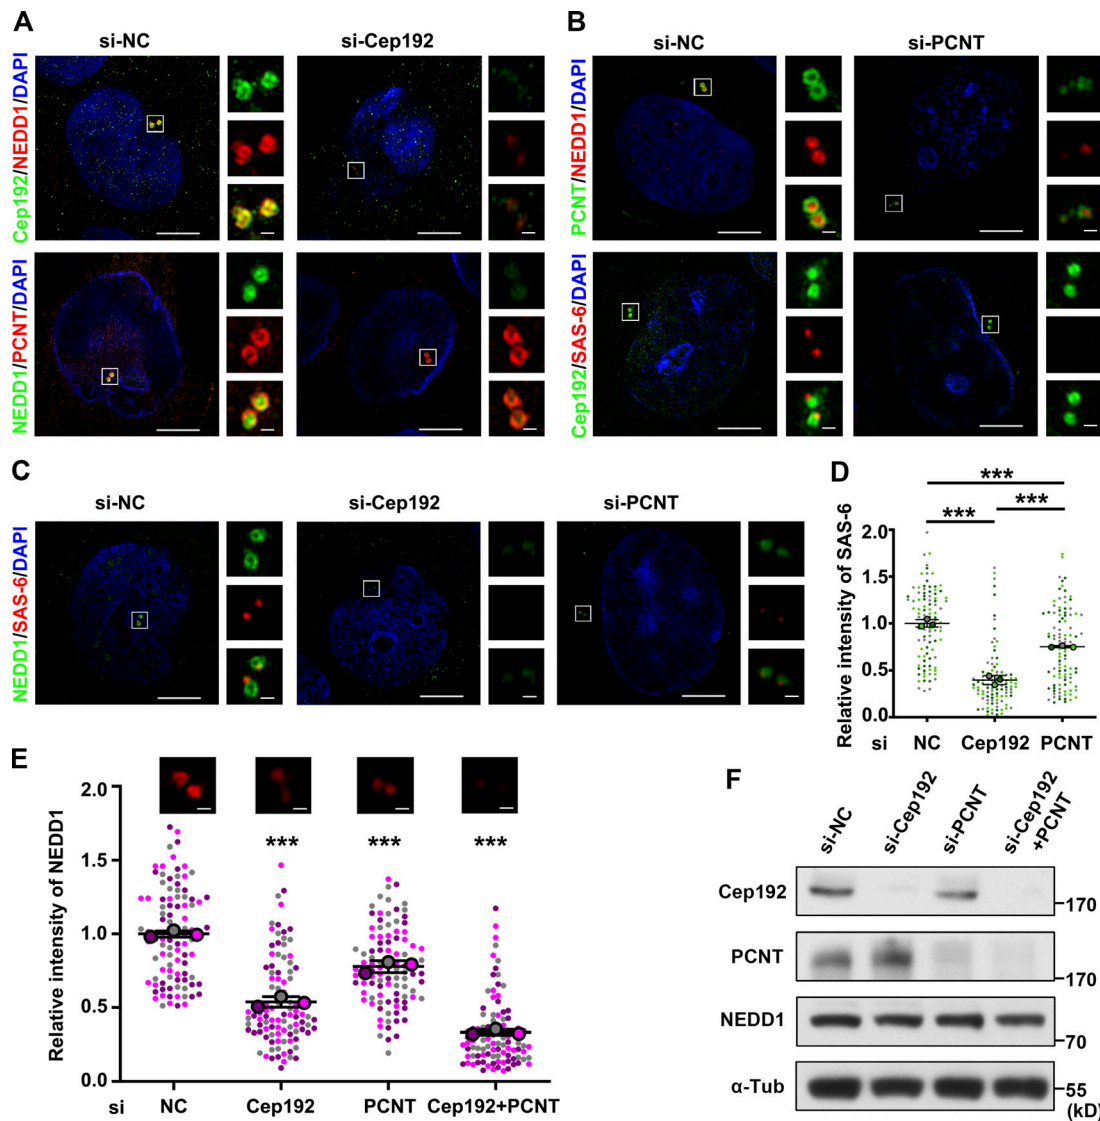 A
si-NC
si-Cep192
Cep192/NEDD1/DAPI
NEDD1/PCNT/DAPI
B
si-NC
si-PCNT
PCNT/NEDD1/DAPI
Cep192/SAS-6/DAPI
C
si-NC
si-Cep192
si-PCNT
NEDD1/SAS-6/DAPI
D
***
*** ***
Relative intensity of SAS-6
2.0
1.5
1.0
0.5
0.0
si NC Cep192 PCNT
E
Relative intensity of NEDD1
2.0
1.5
1.0
0.5
0.0
*** *** ***
si NC Cep192 PCNT Cep192+PCNT
F
si-NC
si-Cep192
si-PCNT
si-Cep192
+PCNT
Cep192
170
PCNT
170
NEDD1
70
α-Tub
55
(kD)